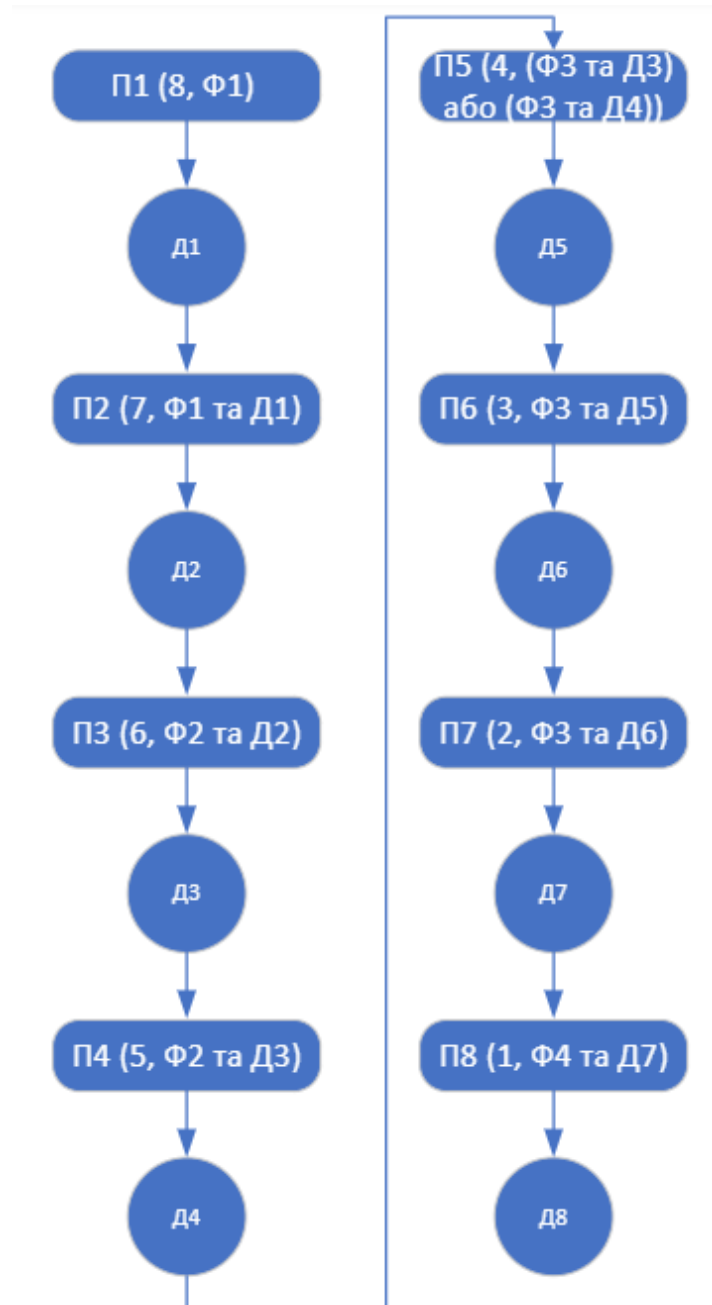 П1 (8, Ф1)
Д1
П2 (7, Ф1 та Д1)
Д2
П3 (6, Ф2 та Д2)
Д3
П4 (5, Ф2 та Д3)
Д4
П5 (4, (Ф3 та Д3)
або (Ф3 та Д4))
Д5
П6 (3, Ф3 та Д5)
Д6
П7 (2, Ф3 та Д6)
Д7
П8 (1, Ф4 та Д7)
Д8